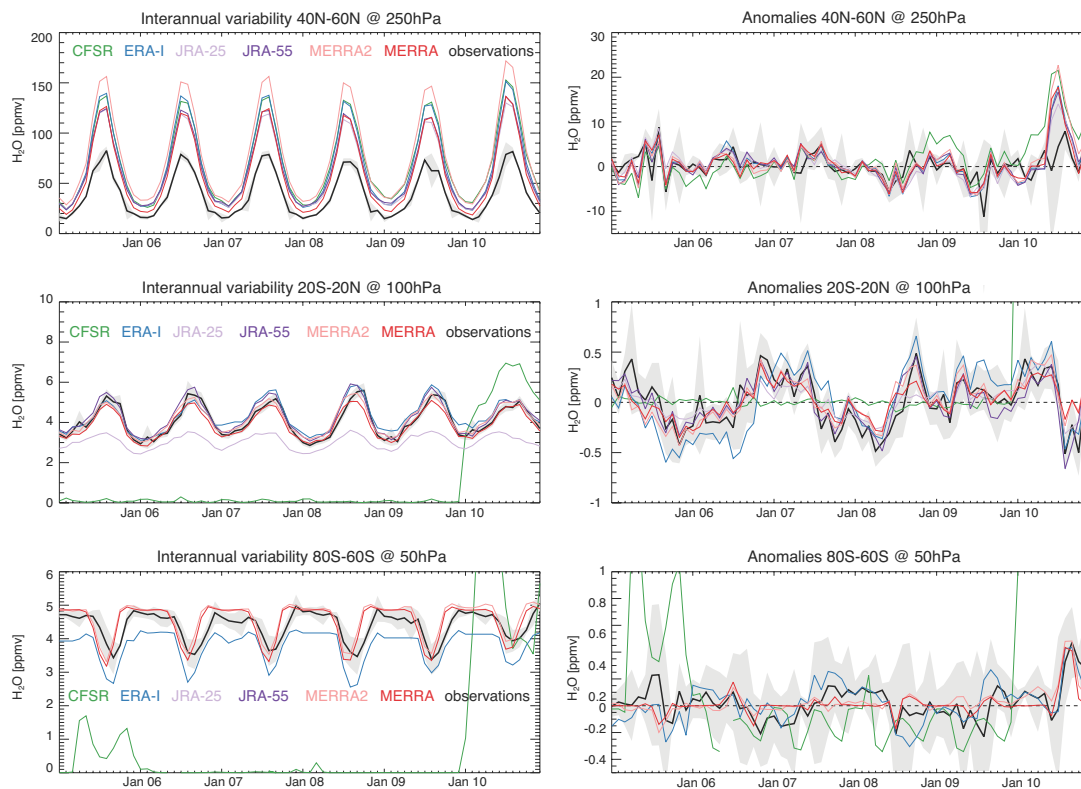 Interannual variability 40N-60N @ 250hPa
200
150
100
50
0
H₂O [ppmv]
CFSR ERA-I JRA-25 JRA-55 MERRA2 MERRA observations
Jan 06 Jan 07 Jan 08 Jan 09 Jan 10
Anomalies 40N-60N @ 250hPa
30
20
10
0
-10
H₂O [ppmv]
Jan 06 Jan 07 Jan 08 Jan 09 Jan 10
Interannual variability 20S-20N @ 100hPa
10
8
6
4
2
0
H₂O [ppmv]
CFSR ERA-I JRA-25 JRA-55 MERRA2 MERRA observations
Jan 06 Jan 07 Jan 08 Jan 09 Jan 10
Anomalies 20S-20N @ 100hPa
1
0.5
0
-0.5
-1
H₂O [ppmv]
Jan 06 Jan 07 Jan 08 Jan 09 Jan 10
Interannual variability 80S-60S @ 50hPa
6
5
4
3
2
1
0
H₂O [ppmv]
CFSR ERA-I JRA-25 JRA-55 MERRA2 MERRA observations
Jan 06 Jan 07 Jan 08 Jan 09 Jan 10
Anomalies 80S-60S @ 50hPa
1
0.8
0.4
0.2
0
-0.2
-0.4
H₂O [ppmv]
Jan 06 Jan 07 Jan 08 Jan 09 Jan 10